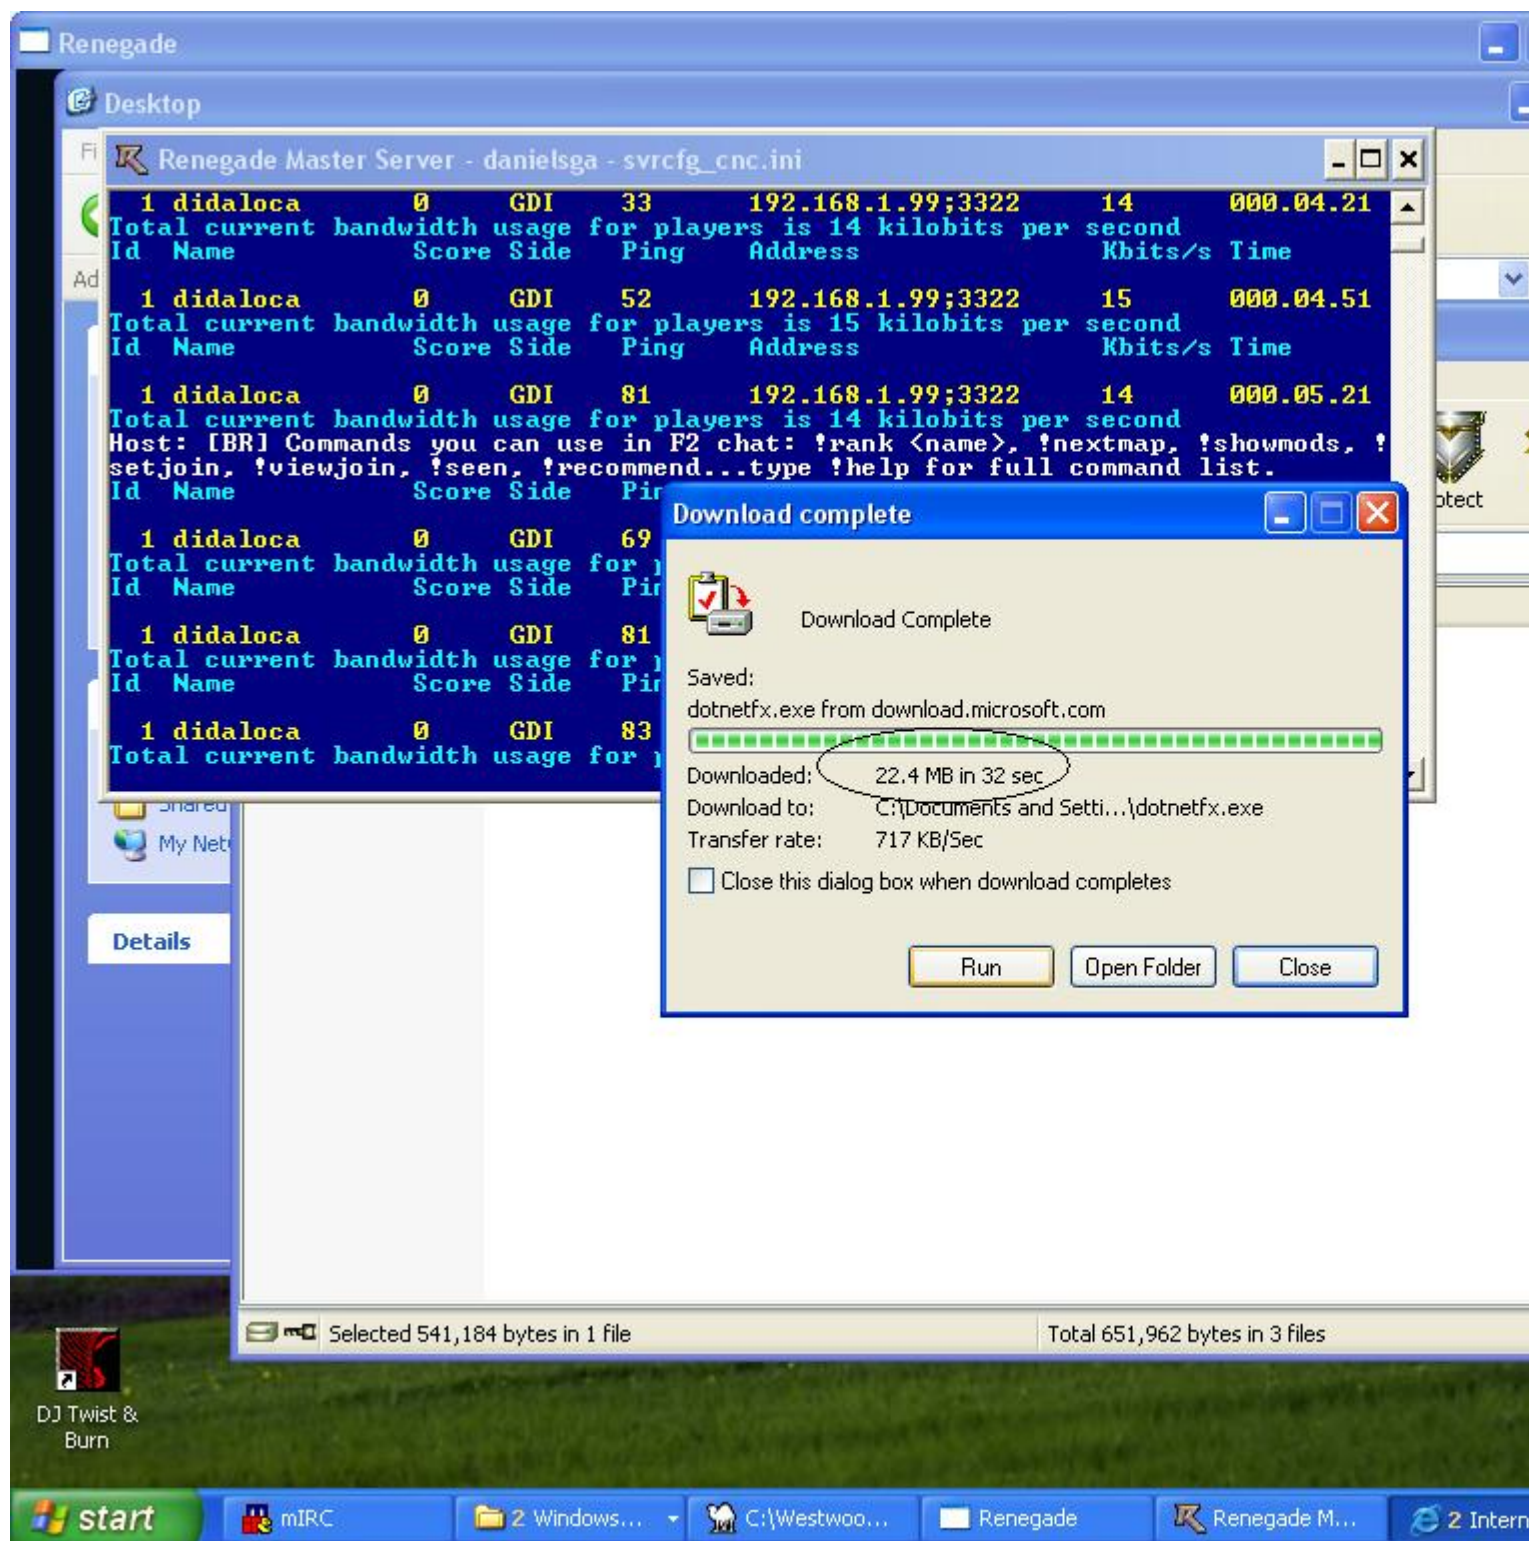 Renegade
Desktop
Fi
Renegade Master Server - danielsga - svrcfg_cnc.ini
1 didaloca 0 GDI 33 192.168.1.99;3322 14 000.04.21
Total current bandwidth usage for players is 14 kilobits per second
Id Name Score Side Ping Address Kbits/s Time
Ad
1 didaloca 0 GDI 52 192.168.1.99;3322 15 000.04.51
Total current bandwidth usage for players is 15 kilobits per second
Id Name Score Side Ping Address Kbits/s Time
1 didaloca 0 GDI 81 192.168.1.99;3322 14 000.05.21
Total current bandwidth usage for players is 14 kilobits per second
Host: [BR] Commands you can use in F2 chat: !rank <name>, !nextmap, !showmods, !
setjoin, !viewjoin, !seen, !recommend...type !help for full command list.
Id Name Score Side Pin
otect
1 didaloca 0 GDI 69
Total current bandwidth usage for p
Id Name Score Side Pin
1 didaloca 0 GDI 81
Total current bandwidth usage for p
Id Name Score Side Pin
1 didaloca 0 GDI 83
Total current bandwidth usage for p
Download complete
Download Complete
Saved:
dotnetfx.exe from download.microsoft.com
Downloaded: 22.4 MB in 32 sec
Download to: C:\Documents and Setti...\dotnetfx.exe
Transfer rate: 717 KB/Sec
Close this dialog box when download completes
Run Open Folder Close
Shared
My Net
Details
Selected 541,184 bytes in 1 file Total 651,962 bytes in 3 files
DJ Twist &
Burn
start mIRC 2 Windows... C:\Westwoo... Renegade Renegade M... 2 Intern